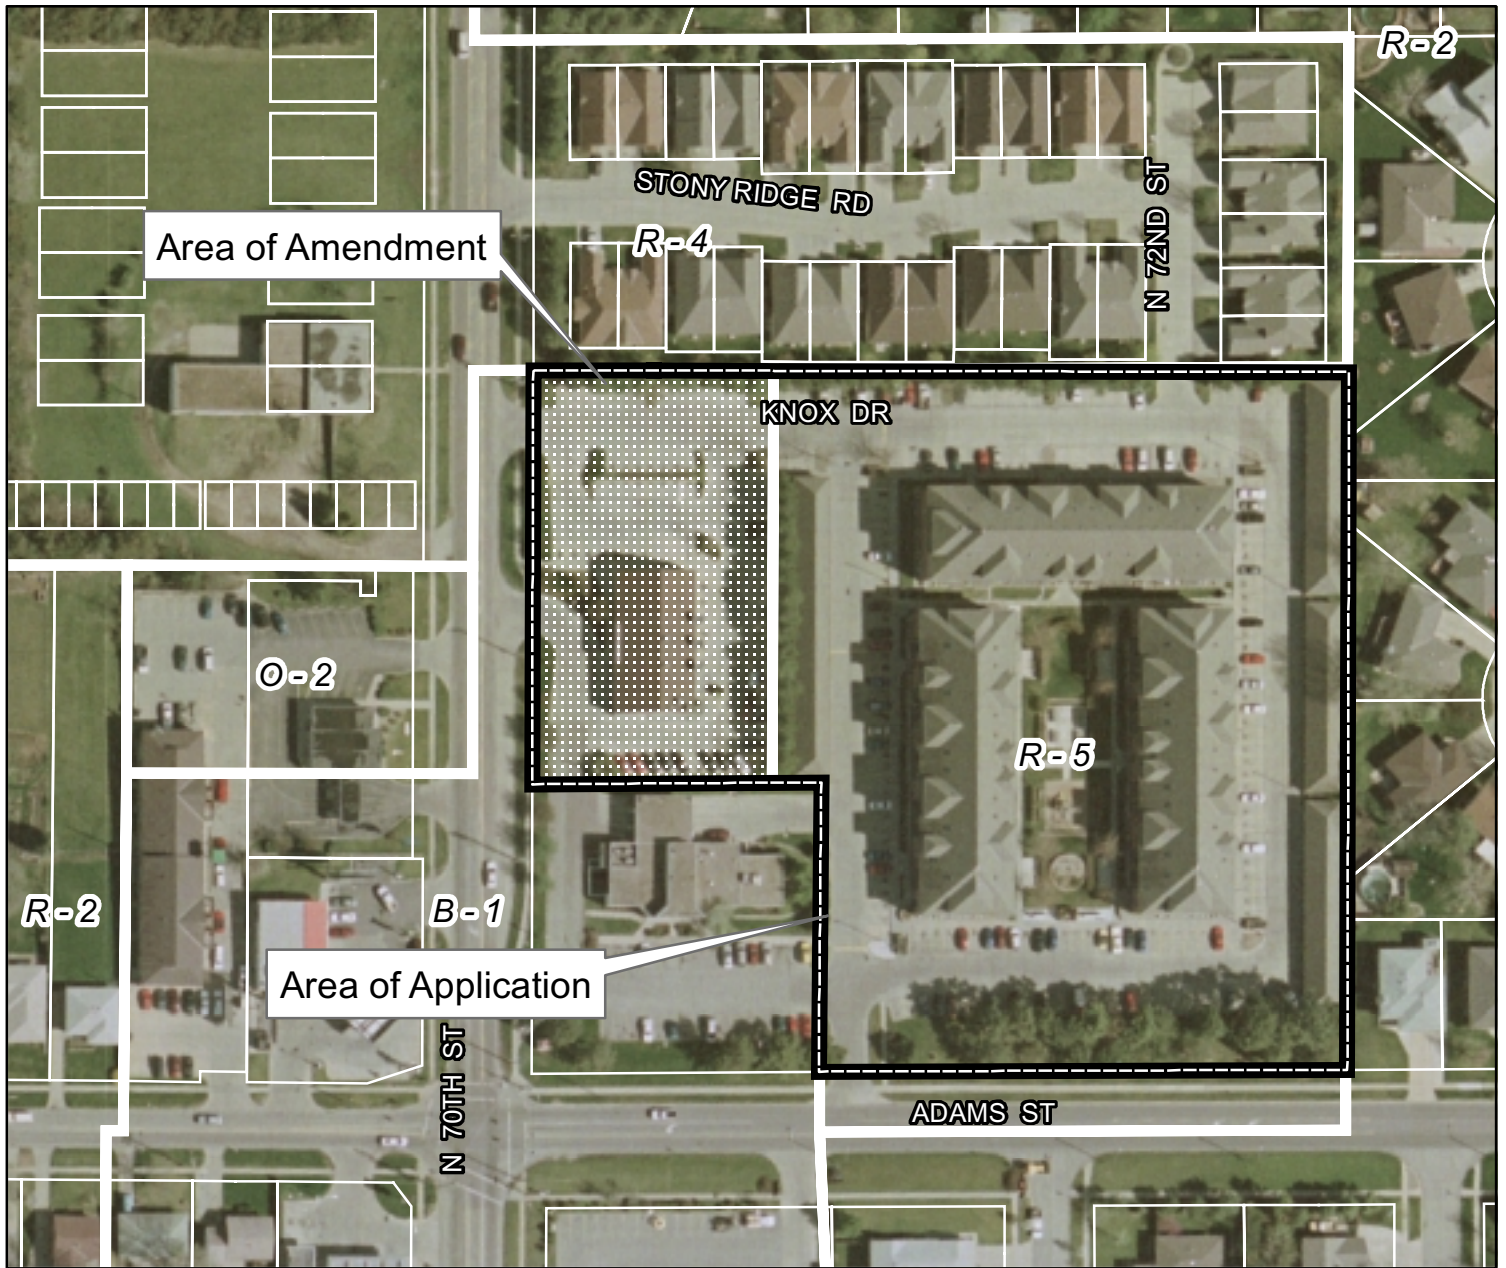 R - 2
STONY RIDGE RD
N 72ND ST
Area of Amendment
R - 4
KNOX DR
O - 2
R - 5
R - 2
B - 1
Area of Application
N 70TH ST
ADAMS ST